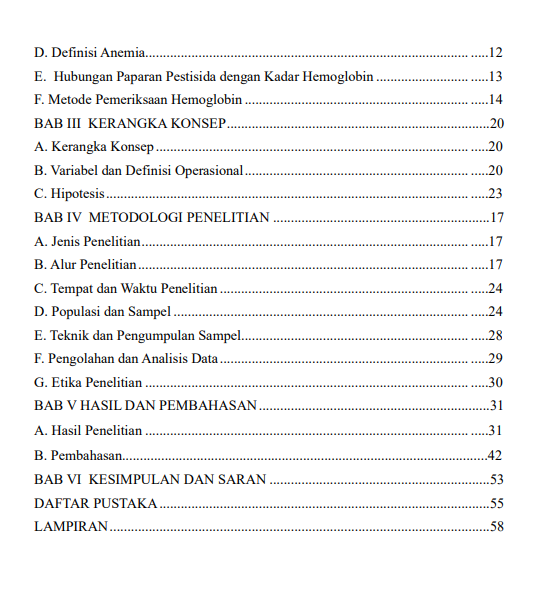 D. Definisi Anemia.................................................................................................... .....12
E.  Hubungan Paparan Pestisida dengan Kadar Hemoglobin ............................ .....13
F. Metode Pemeriksaan Hemoglobin .................................................................... .....14
BAB III  KERANGKA KONSEP................................................................................20
A. Kerangka Konsep ................................................................................................ .....20
B. Variabel dan Definisi Operasional .................................................................... .....20
C. Hipotesis .............................................................................................................. .....23
BAB IV  METODOLOGI PENELITIAN ..................................................................17
A. Jenis Penelitian.................................................................................................... .....17
B. Alur Penelitian .................................................................................................... .....17
C. Tempat dan Waktu Penelitian ............................................................................ .....24
D. Populasi dan Sampel .......................................................................................... .....24
E. Teknik dan Pengumpulan Sampel...................................................................... .....28
F. Pengolahan dan Analisis Data ............................................................................ .....29
G. Etika Penelitian .................................................................................................. .....30
BAB V HASIL DAN PEMBAHASAN ......................................................................31
A. Hasil Penelitian .................................................................................................. .....31
B. Pembahasan..............................................................................................................42
BAB VI  KESIMPULAN DAN SARAN ...................................................................53
DAFTAR PUSTAKA ....................................................................................................55
LAMPIRAN ..................................................................................................................58